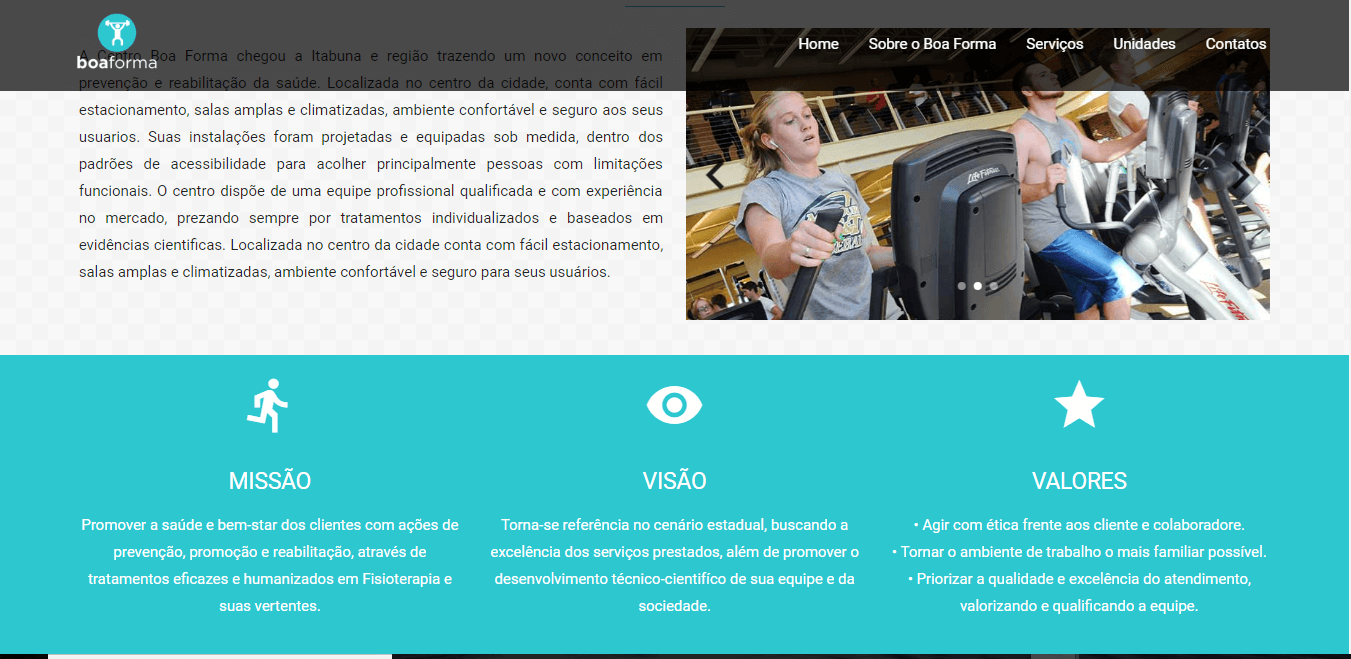 boaforma
Home
Sobre o Boa Forma
Serviços
Unidades
Contatos
A Centro Boa Forma chegou a Itabuna e região trazendo um novo conceito em
prevenção e reabilitação da saúde. Localizada no centro da cidade, conta com fácil
estacionamento, salas amplas e climatizadas, ambiente confortável e seguro aos seus
usuarios. Suas instalações foram projetadas e equipadas sob medida, dentro dos
padrões de acessibilidade para acolher principalmente pessoas com limitações
funcionais. O centro dispõe de uma equipe profissional qualificada e com experiência
no mercado, prezando sempre por tratamentos individualizados e baseados em
evidências cientificas. Localizada no centro da cidade conta com fácil estacionamento,
salas amplas e climatizadas, ambiente confortável e seguro para seus usuários.
Life Fitness
Life Fitness
MISSÃO
Promover a saúde e bem-star dos clientes com ações de
prevenção, promoção e reabilitação, através de
tratamentos eficazes e humanizados em Fisioterapia e
suas vertentes.
VISÃO
Torna-se referência no cenário estadual, buscando a
excelência dos serviços prestados, além de promover o
desenvolvimento técnico-científico de sua equipe e da
sociedade.
VALORES
• Agir com ética frente aos cliente e colaboradore.
• Tornar o ambiente de trabalho o mais familiar possível.
• Priorizar a qualidade e excelência do atendimento,
valorizando e qualificando a equipe.